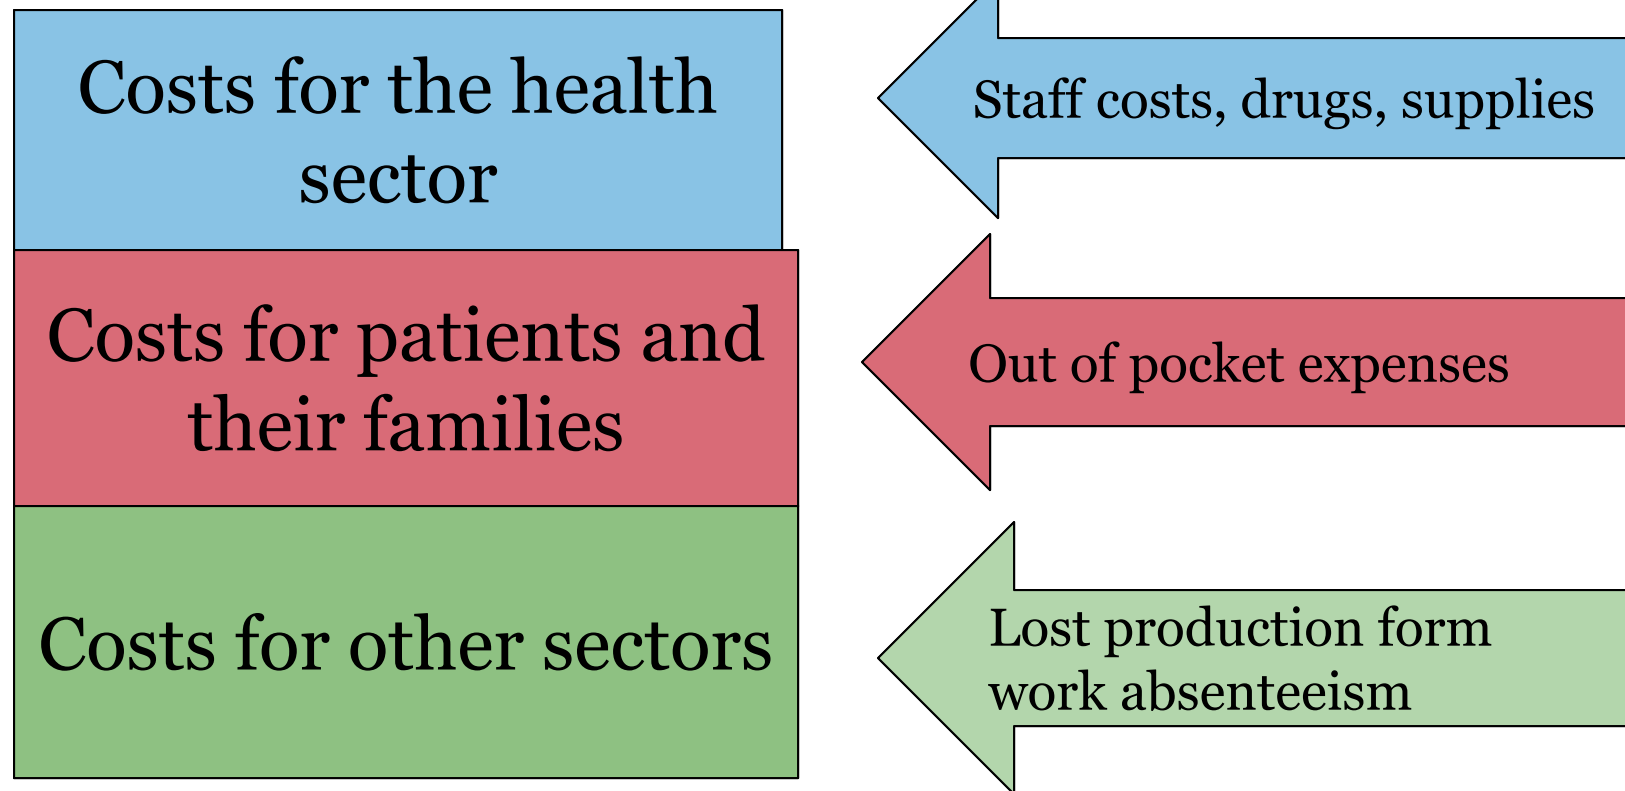 Costs for the health
sector
Staff costs, drugs, supplies
Costs for patients and
their families
Out of pocket expenses
Costs for other sectors
Lost production form
work absenteeism